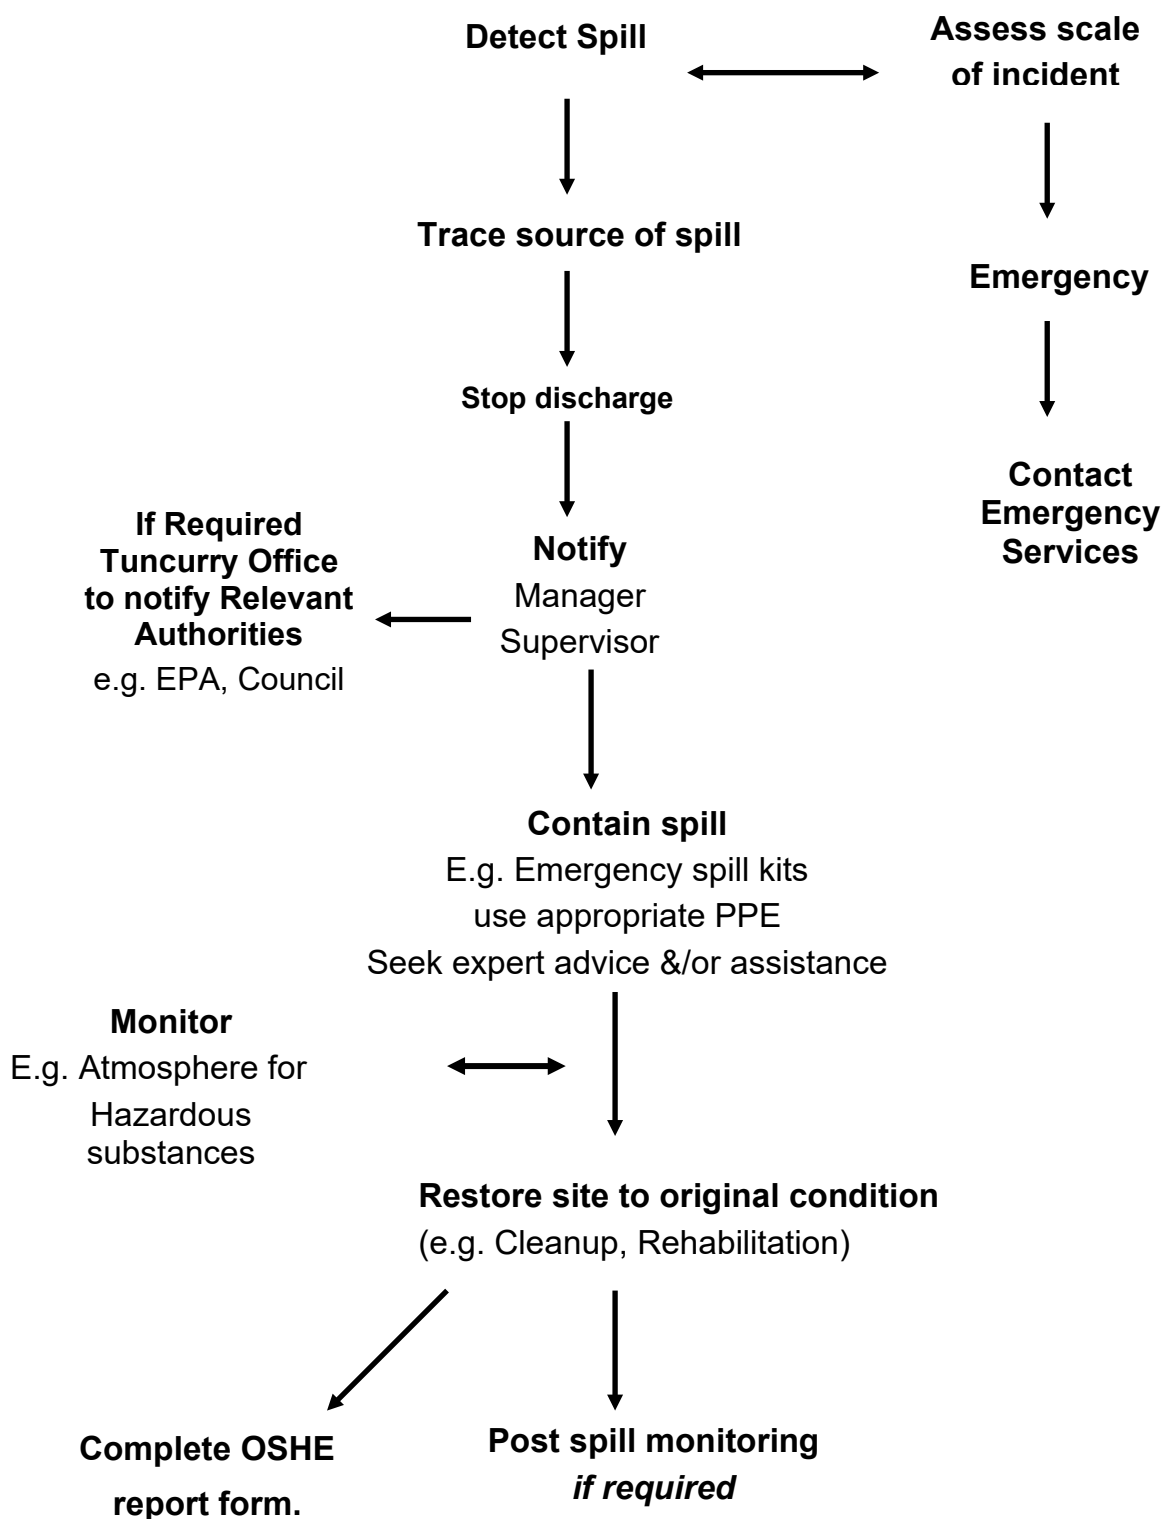 Detect Spill
Assess scale
of incident
Trace source of spill
Emergency
Stop discharge
Contact
Emergency
Services
If Required
Tuncurry Office
to notify Relevant
Authorities
e.g. EPA, Council
Notify
Manager
Supervisor
Contain spill
E.g. Emergency spill kits
use appropriate PPE
Seek expert advice &/or assistance
Monitor
E.g. Atmosphere for
Hazardous
substances
Restore site to original condition
(e.g. Cleanup, Rehabilitation)
Complete OSHE
report form.
Post spill monitoring
if required